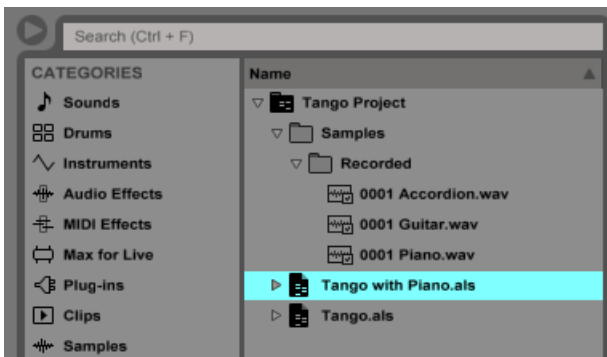 Search (Ctrl + F)
CATEGORIES
Sounds
Drums
Instruments
Audio Effects
MIDI Effects
Max for Live
Plug-ins
Clips
Samples
Name
Tango Project
Samples
Recorded
0001 Accordion.wav
0001 Guitar.wav
0001 Piano.wav
Tango with Piano.als
Tango.als